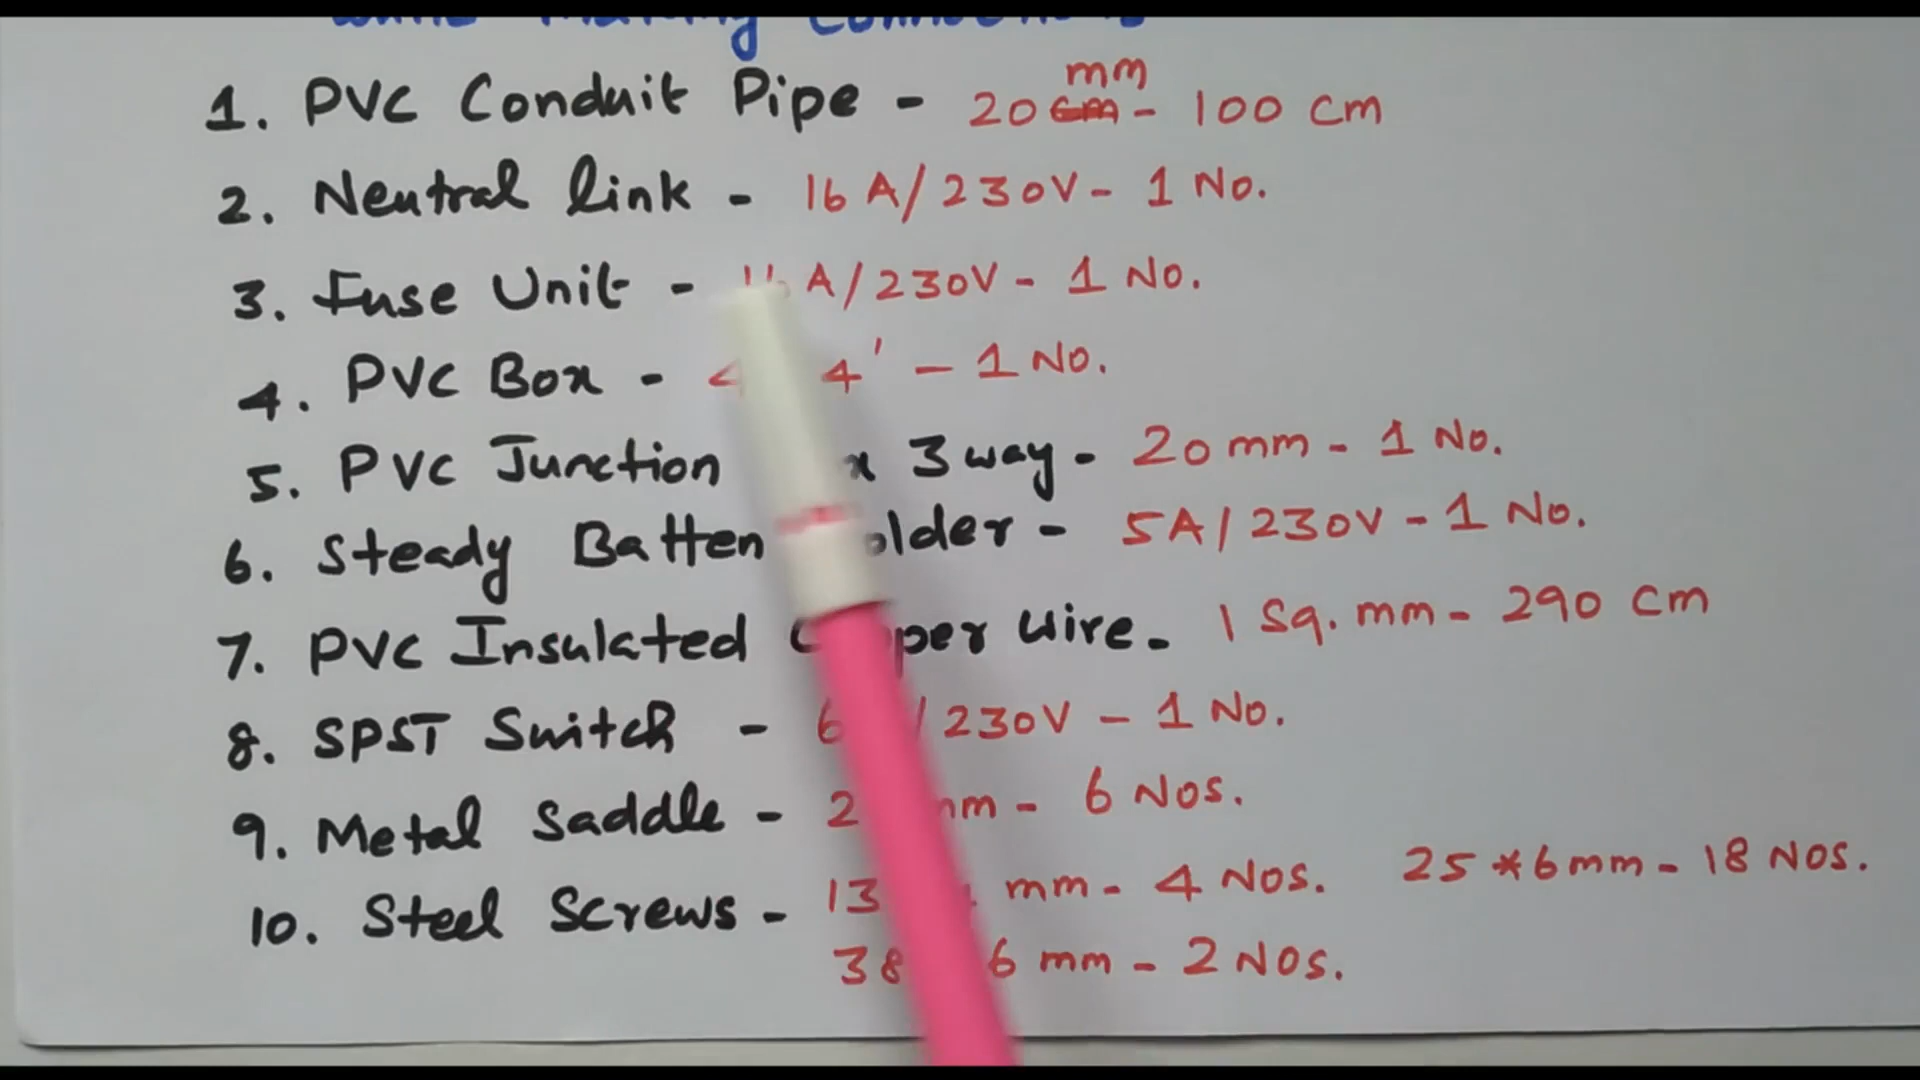 making connections
1. PVC Conduit Pipe - 20 mm - 100 cm
2. Neutral link - 16 A/230V - 1 No.
3. Fuse Unit - 16 A/230V - 1 No.
4. PVC Box - 4 4' - 1 No.
5. PVC Junction 3 way - 20 mm - 1 No.
6. Steady Batten - 5A/230V - 1 No.
7. PVC Insulated wire - 1 Sq. mm - 290 cm
8. SPST Switch - /230V - 1 No.
9. Metal Saddle - mm - 6 Nos.
10. Steel Screws - mm - 4 Nos. 25*6mm - 18 Nos.
6 mm - 2 Nos.